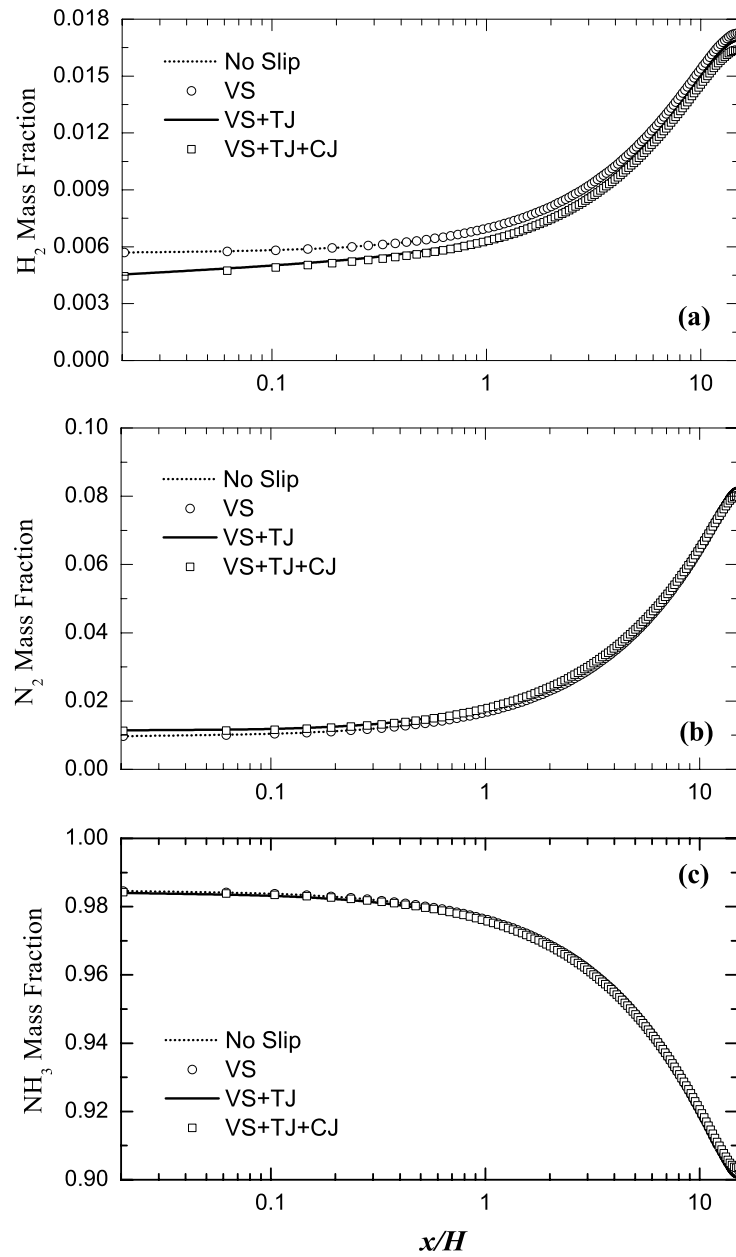 0.018
0.015
0.012
0.009
0.006
0.003
0.000
H2 Mass Fraction
No Slip
VS
VS+TJ
VS+TJ+CJ
(a)
0.1
1
10
0.10
0.08
0.06
0.04
0.02
0.00
N2 Mass Fraction
No Slip
VS
VS+TJ
VS+TJ+CJ
(b)
0.1
1
10
1.00
0.98
0.96
0.94
0.92
0.90
NH3 Mass Fraction
(c)
No Slip
VS
VS+TJ
VS+TJ+CJ
0.1
1
10
x/H